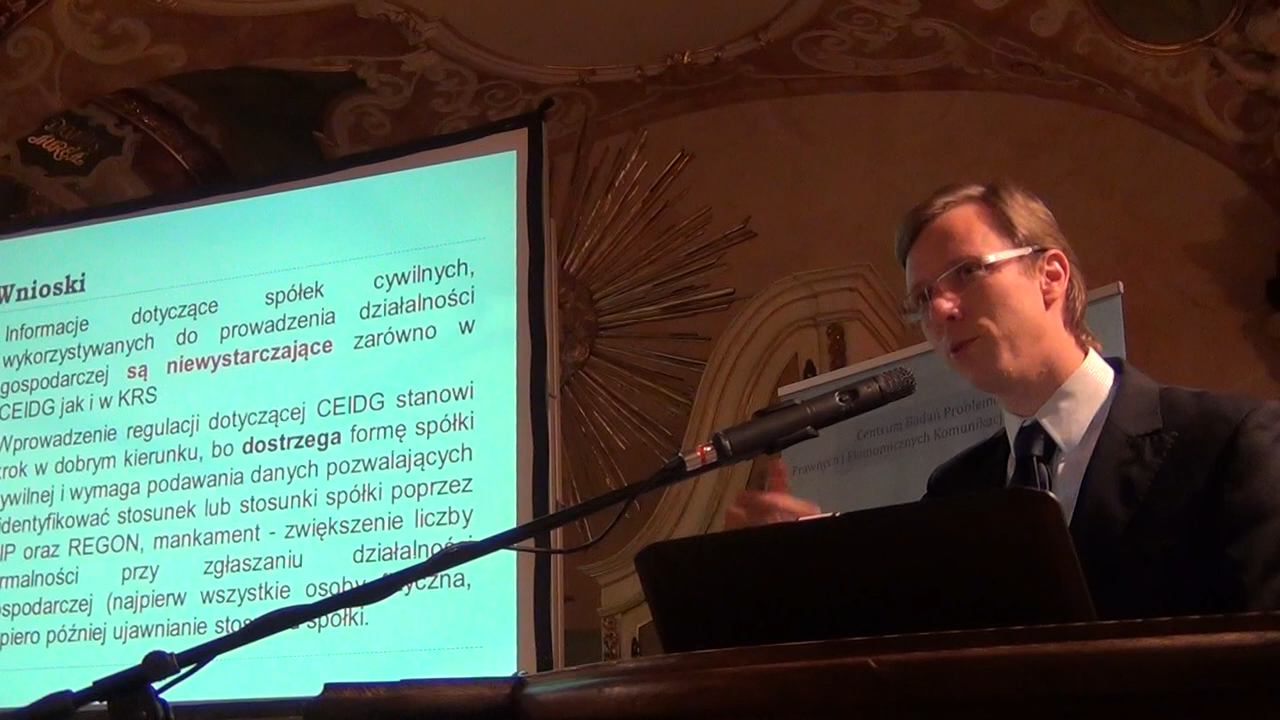 Wnioski
Informacje dotyczące spółek cywilnych,
wykorzystywanych do prowadzenia działalności
gospodarczej są niewystarczające zarówno w
CEIDG jak i w KRS
Wprowadzenie regulacji dotyczącej CEIDG stanowi
krok w dobrym kierunku, bo dostrzega formę spółki
cywilnej i wymaga podawania danych pozwalających
identyfikować stosunek lub stosunki spółki poprzez
NIP oraz REGON, mankament - zwiększenie liczby
formalności przy zgłaszaniu działalności
gospodarczej (najpierw wszystkie osoby fizyczna,
dopiero później ujawnianie stosunku spółki.
Centrum Badań Problemów
Prawnych i Ekonomicznych Komunikacji